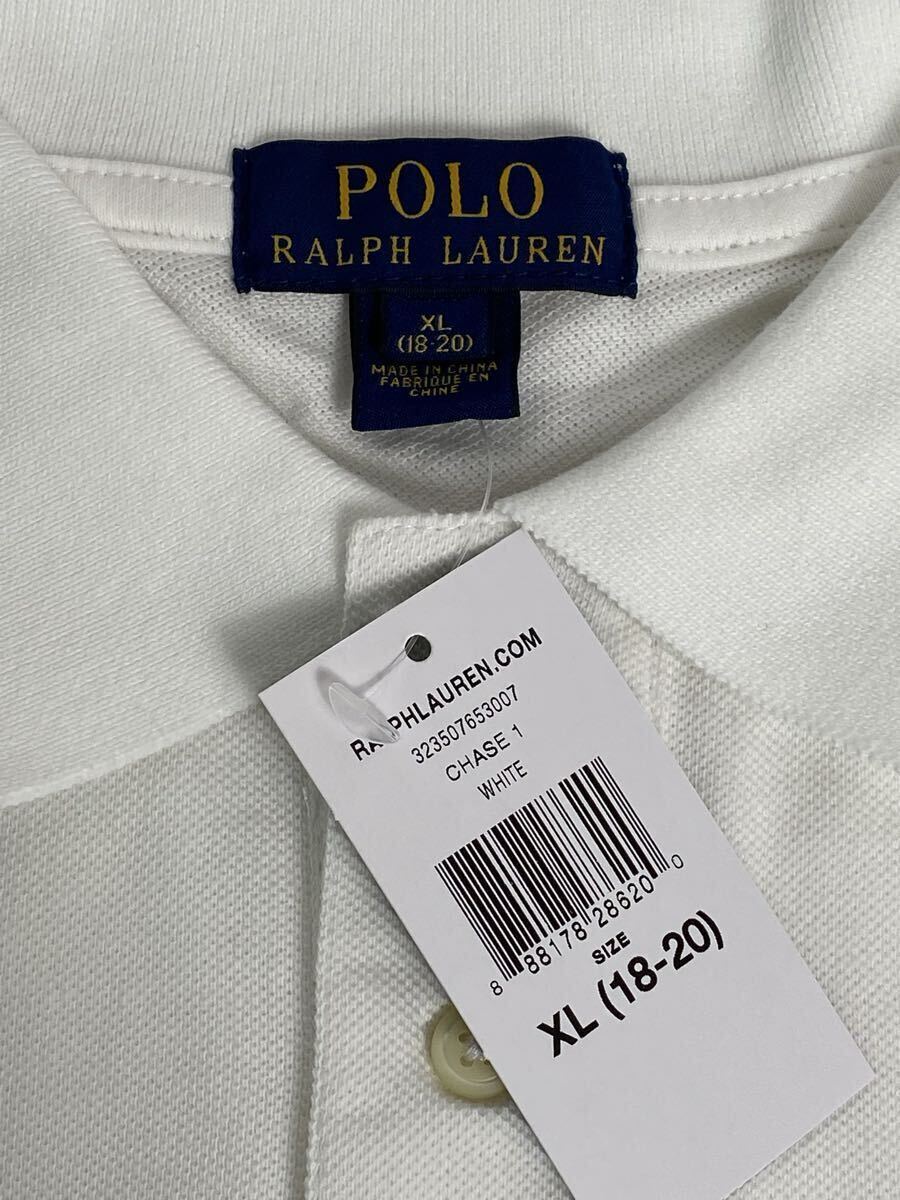 POLO
RALPH LAUREN
XL
(18-20)
MADE IN CHINA
FABRIQUE EN
CHINE
RALPHLAUREN.COM
323507653007
CHASE 1
WHITE
8 88178 28620 0
SIZE
XL (18-20)